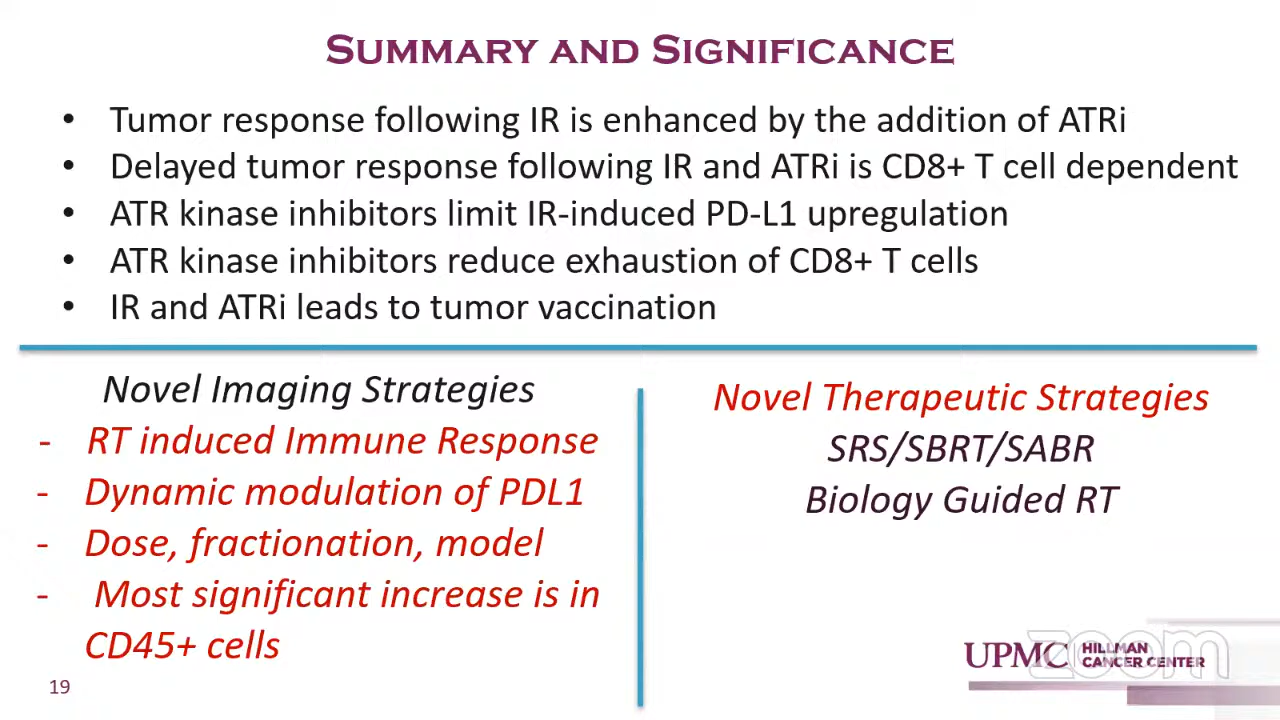 SUMMARY AND SIGNIFICANCE
• Tumor response following IR is enhanced by the addition of ATRi
• Delayed tumor response following IR and ATRi is CD8+ T cell dependent
• ATR kinase inhibitors limit IR-induced PD-L1 upregulation
• ATR kinase inhibitors reduce exhaustion of CD8+ T cells
• IR and ATRi leads to tumor vaccination
Novel Imaging Strategies
- RT induced Immune Response
- Dynamic modulation of PDL1
- Dose, fractionation, model
- Most significant increase is in
CD45+ cells
Novel Therapeutic Strategies
SRS/SBRT/SABR
Biology Guided RT
19
UPMC HILLMAN
CANCER CENTER
zoom